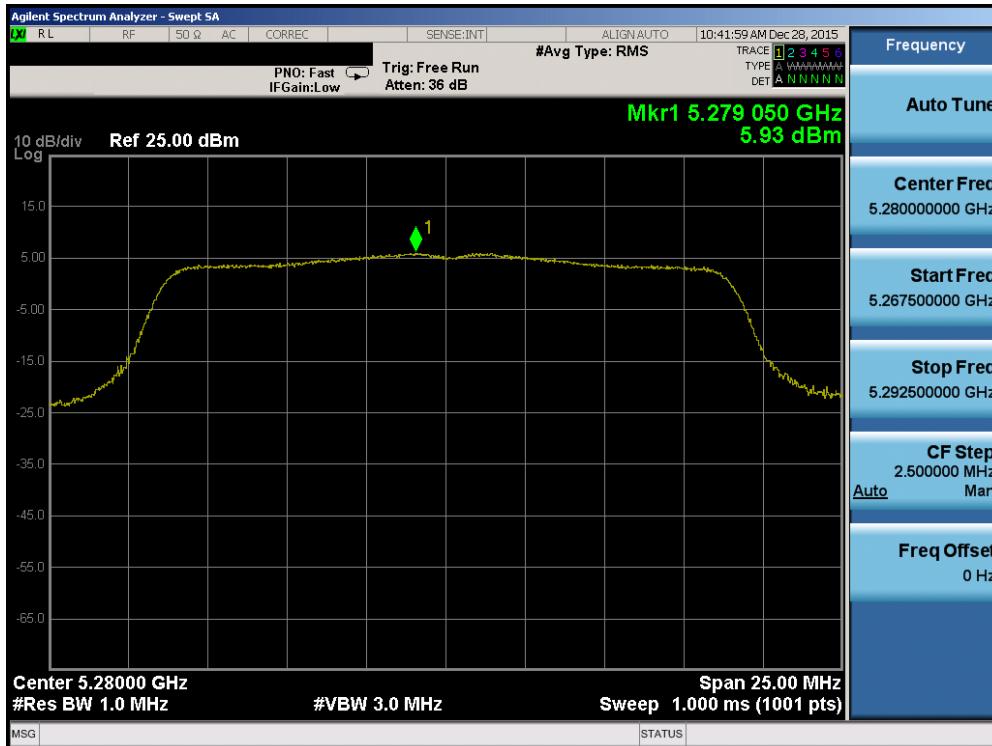 Agilent Spectrum Analyzer - Swept SA
LXI RL RF 50 Ω AC CORREC SENSE:INT ALIGN AUTO 10:41:59 AM Dec 28, 2015
#Avg Type: RMS
TRACE 1 2 3 4 5 6
PNO: Fast Trig: Free Run
TYPE A WWWWW
IFGain:Low Atten: 36 dB
DET A N N N N N
Mkr1 5.279 050 GHz
5.93 dBm
10 dB/div Ref 25.00 dBm
Log
1
15.0
5.00
-5.00
-15.0
-25.0
-35.0
-45.0
-55.0
-65.0
Center 5.28000 GHz Span 25.00 MHz
#Res BW 1.0 MHz #VBW 3.0 MHz Sweep 1.000 ms (1001 pts)
MSG STATUS
Frequency
Auto Tune
Center Freq
5.280000000 GHz
Start Freq
5.267500000 GHz
Stop Freq
5.292500000 GHz
CF Step
2.500000 MHz
Auto Man
Freq Offset
0 Hz